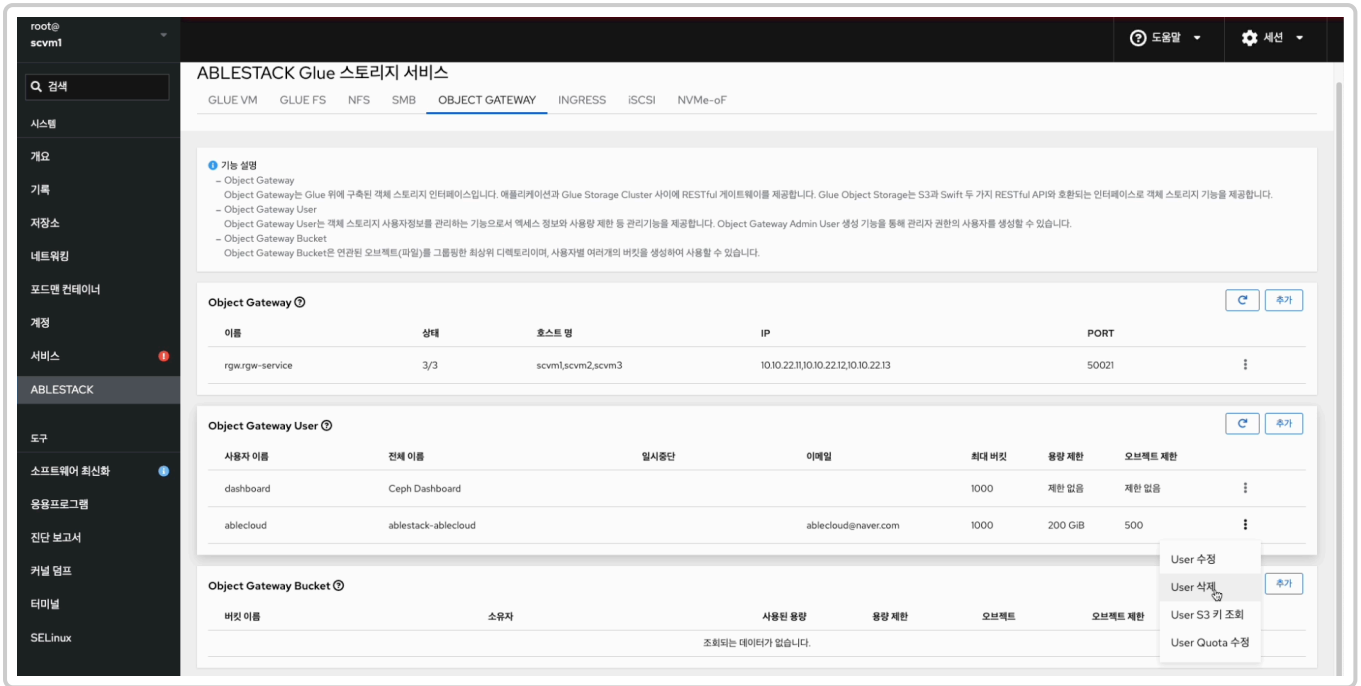 root@
scvm1
도움말
세션
검색
시스템
개요
기록
저장소
네트워킹
포드맨 컨테이너
계정
서비스
ABLESTACK
도구
소프트웨어 최신화
응용프로그램
진단 보고서
커널 덤프
터미널
SELinux
ABLESTACK Glue 스토리지 서비스
GLUE VM GLUE FS NFS SMB OBJECT GATEWAY INGRESS iSCSI NVMe-oF
기능 설명
– Object Gateway
Object Gateway는 Glue 위에 구축된 객체 스토리지 인터페이스입니다. 애플리케이션과 Glue Storage Cluster 사이에 RESTful 게이트웨이를 제공합니다. Glue Object Storage는 S3과 Swift 두 가지 RESTful API와 호환되는 인터페이스로 객체 스토리지 기능을 제공합니다.
– Object Gateway User
Object Gateway User는 객체 스토리지 사용자정보를 관리하는 기능으로서 엑세스 정보와 사용량 제한 등 관리기능을 제공합니다. Object Gateway Admin User 생성 기능을 통해 관리자 권한의 사용자를 생성할 수 있습니다.
– Object Gateway Bucket
Object Gateway Bucket은 연관된 오브젝트(파일)를 그룹핑한 최상위 디렉토리이며, 사용자별 여러개의 버킷을 생성하여 사용할 수 있습니다.
Object Gateway
추가
이름 상태 호스트 명 IP PORT
rgw.rgw-service 3/3 scvm1,scvm2,scvm3 10.10.22.11,10.10.22.12,10.10.22.13 50021
Object Gateway User
추가
사용자 이름 전체 이름 일시중단 이메일 최대 버킷 용량 제한 오브젝트 제한
dashboard Ceph Dashboard 1000 제한 없음 제한 없음
ablecloud ablestack-ablecloud ablecloud@naver.com 1000 200 GiB 500
User 수정
User 삭제
User S3 키 조회
User Quota 수정
Object Gateway Bucket
추가
버킷 이름 소유자 사용된 용량 용량 제한 오브젝트 오브젝트 제한
조회되는 데이터가 없습니다.